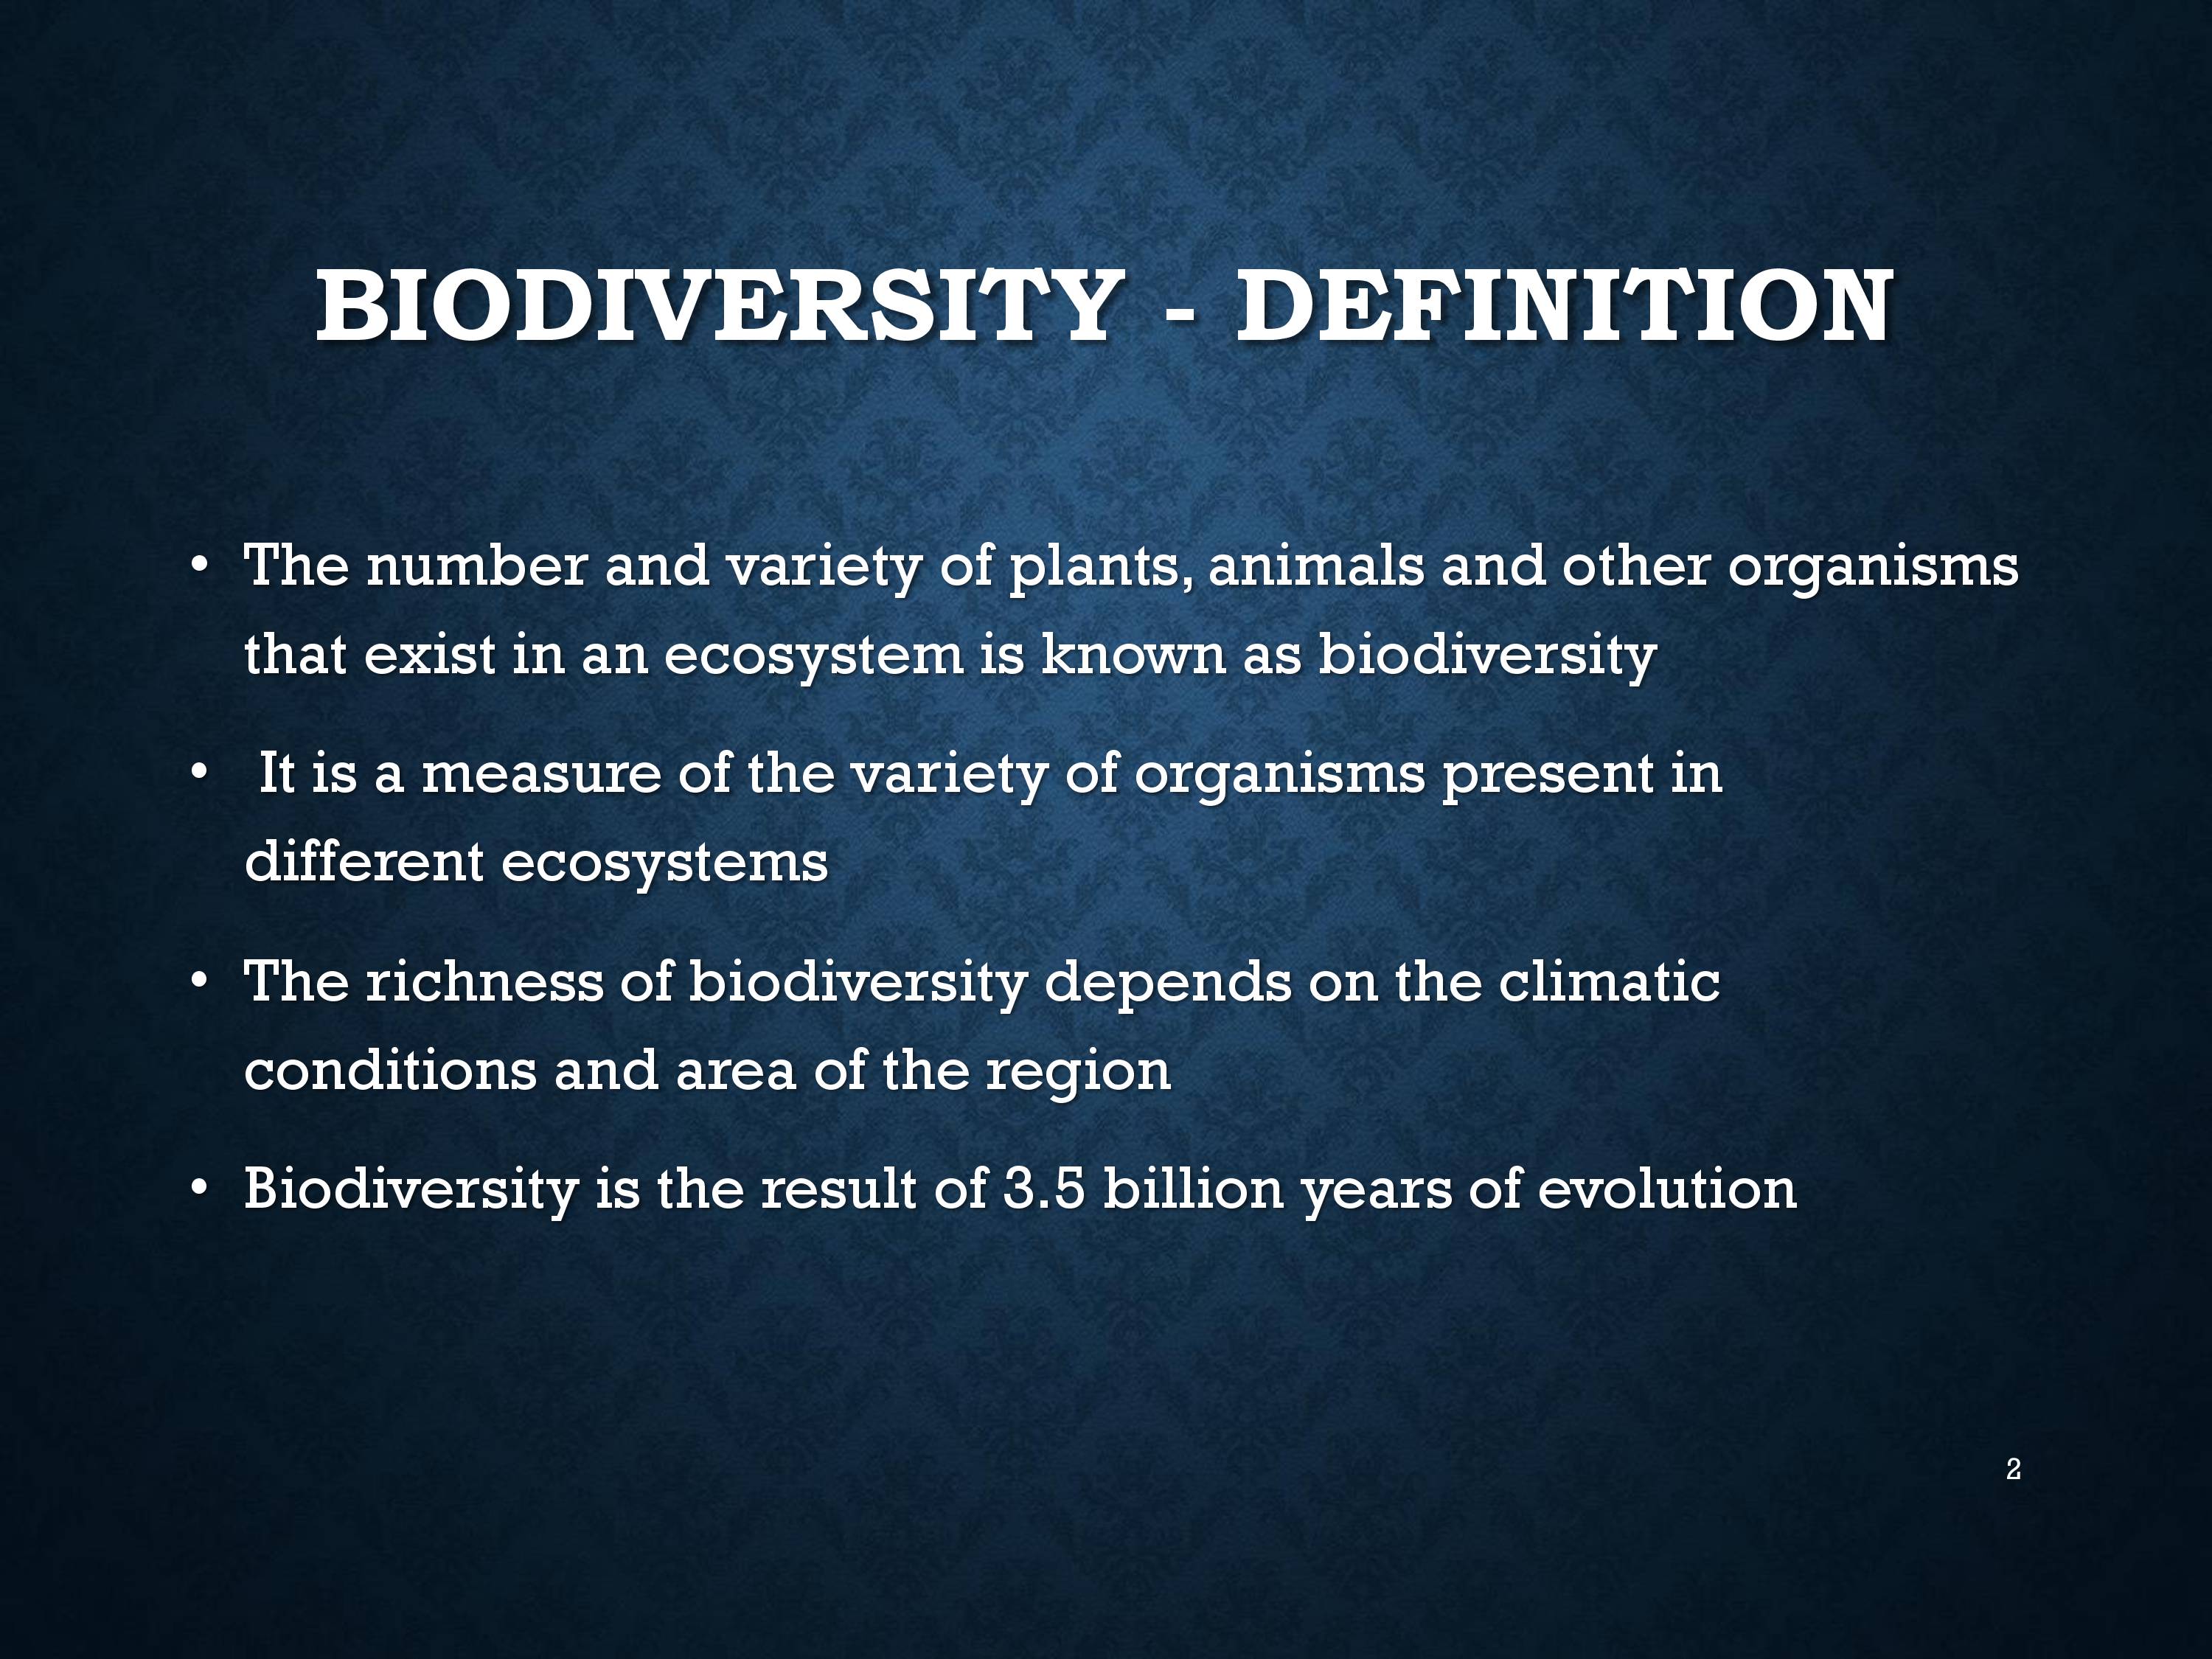 BIODIVERSITY - DEFINITION
• The number and variety of plants, animals and other organisms
that exist in an ecosystem is known as biodiversity
• It is a measure of the variety of organisms present in
different ecosystems
• The richness of biodiversity depends on the climatic
conditions and area of the region
• Biodiversity is the result of 3.5 billion years of evolution
2